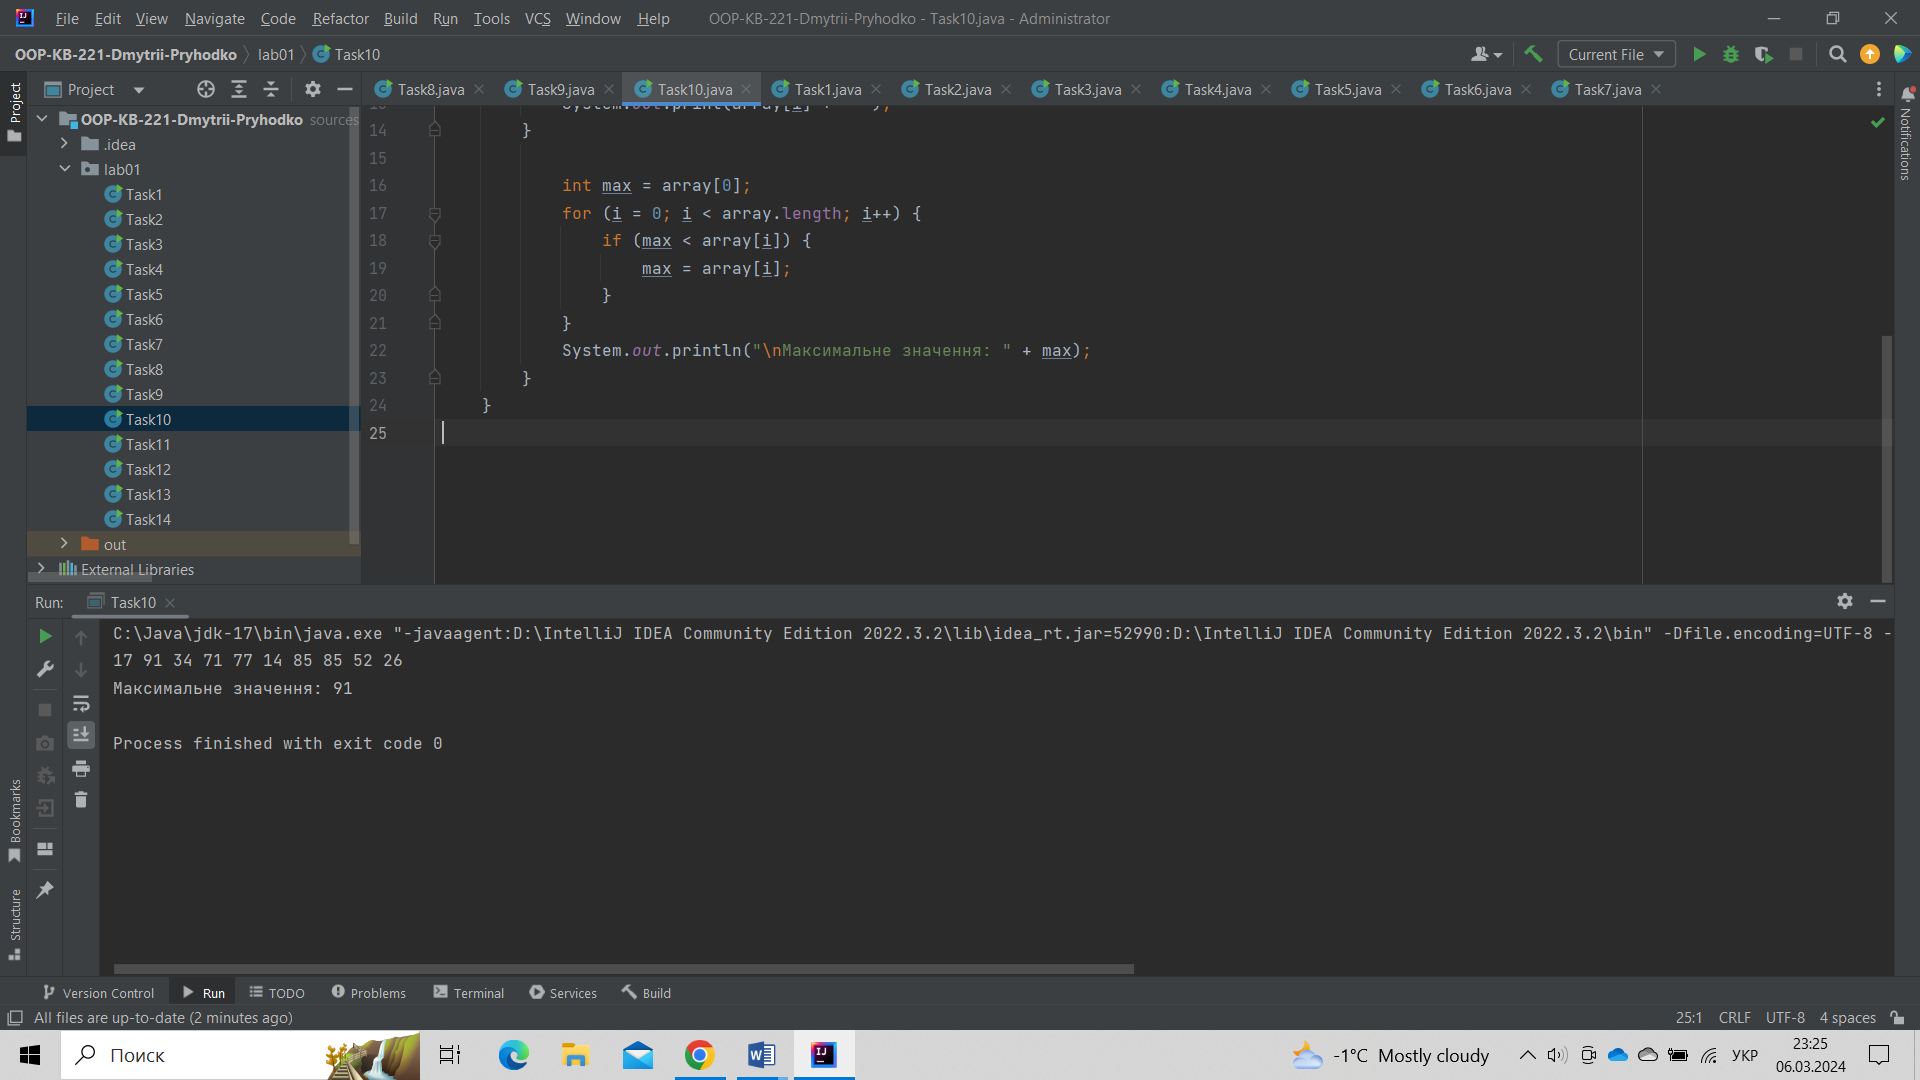 File Edit View Navigate Code Refactor Build Run Tools VCS Window Help OOP-KB-221-Dmytrii-Pryhodko - Task10.java - Administrator
OOP-KB-221-Dmytrii-Pryhodko lab01 Task10 Current File
Project Task8.java Task9.java Task10.java Task1.java Task2.java Task3.java Task4.java Task5.java Task6.java Task7.java
Project
Notifications
OOP-KB-221-Dmytrii-Pryhodko sources
.idea
lab01
Task1
Task2
Task3
Task4
Task5
Task6
Task7
Task8
Task9
Task10
Task11
Task12
Task13
Task14
out
External Libraries
14 }
15
16 int max = array[0];
17 for (i = 0; i < array.length; i++) {
18 if (max < array[i]) {
19 max = array[i];
20 }
21 }
22 System.out.println("\nМаксимальне значення: " + max);
23 }
24 }
25
Run: Task10
C:\Java\jdk-17\bin\java.exe "-javaagent:D:\IntelliJ IDEA Community Edition 2022.3.2\lib\idea_rt.jar=52990:D:\IntelliJ IDEA Community Edition 2022.3.2\bin" -Dfile.encoding=UTF-8 -
17 91 34 71 77 14 85 85 52 26
Максимальне значення: 91
Process finished with exit code 0
Bookmarks
Structure
Version Control Run TODO Problems Terminal Services Build
All files are up-to-date (2 minutes ago) 25:1 CRLF UTF-8 4 spaces
Поиск -1°C Mostly cloudy УКР 23:25
06.03.2024